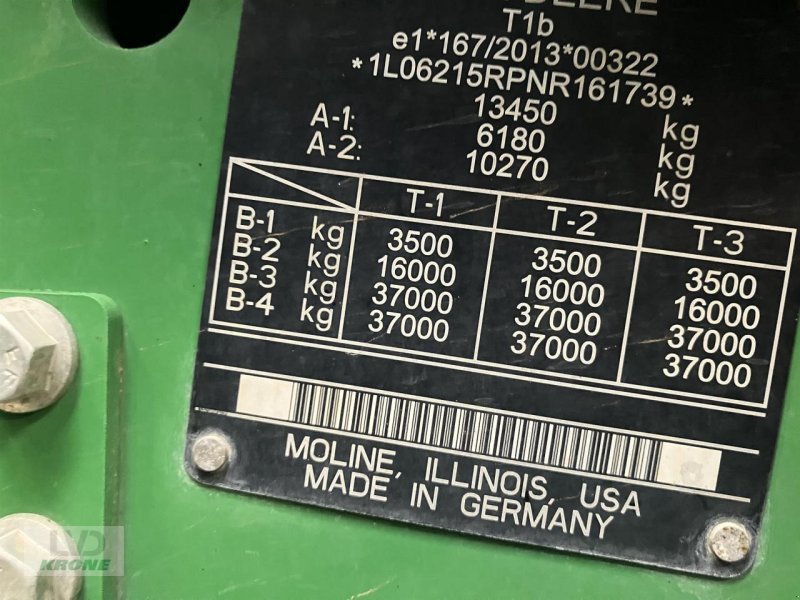 DEERE
T1b
e1*167/2013*00322
*1L06215RPNR161739*
13450 kg
A-1: 6180 kg
A-2: 10270 kg
T-1 T-2 T-3
B-1 kg 3500 3500 3500
B-2 kg 16000 16000 16000
B-3 kg 37000 37000 37000
B-4 kg 37000 37000 37000
MOLINE, ILLINOIS, USA
MADE IN GERMANY
LVD
KRONE